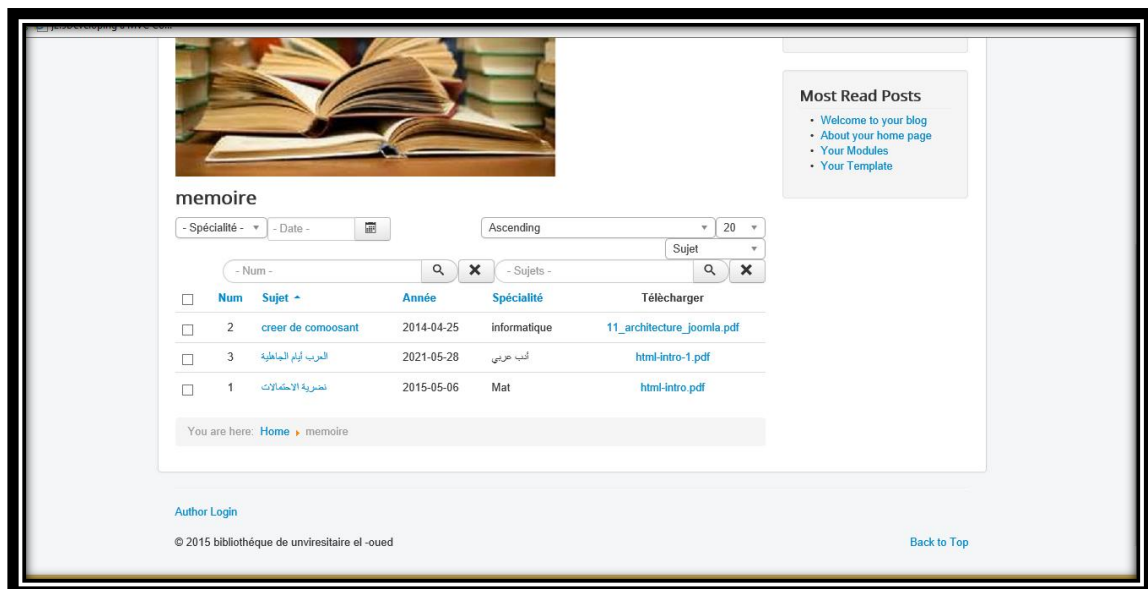 Most Read Posts
• Welcome to your blog
• About your home page
• Your Modules
• Your Template
memoire
- Spécialité - - Date - Ascending 20
Sujet
- Num - - Sujets -
Num Sujet Année Spécialité Télècharger
2 creer de comoosant 2014-04-25 informatique 11_architecture_joomla.pdf
3 العرب أيام الجاهلية 2021-05-28 أدب عربي html-intro-1.pdf
1 نضرية الاحتمالات 2015-05-06 Mat html-intro.pdf
You are here: Home memoire
Author Login
© 2015 bibliothéque de unviresitaire el -oued Back to Top